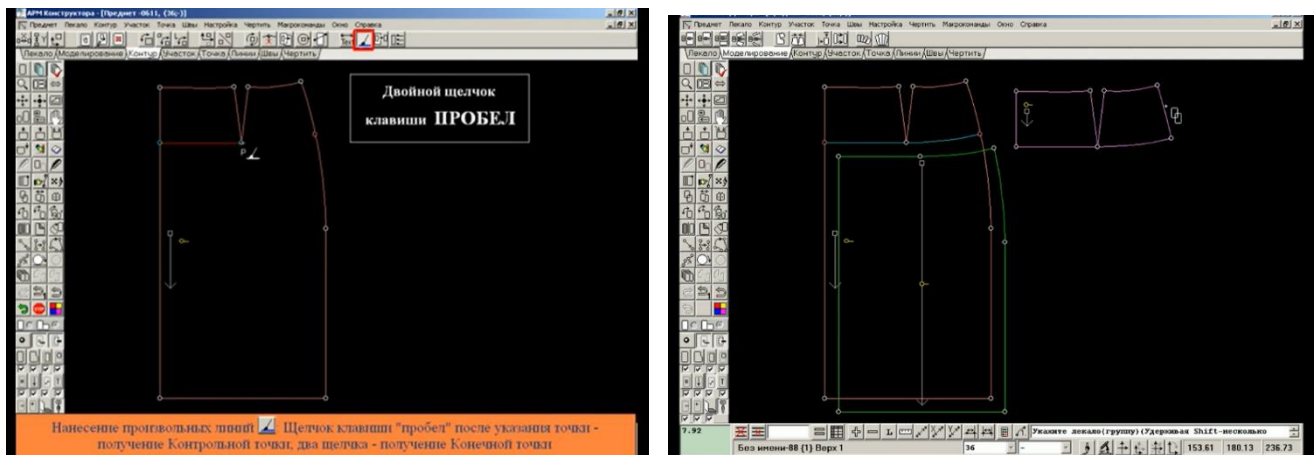 АРМ Конструктора - [Предмет -0611, (36;-)]
Предмет Лекало Контур Участок Точка Швы Настройка Чертить Макрокоманды Окно Справка
Лекало Моделирование Контур Участок Точка Линии Швы Чертить
Двойной щелчок
клавиши ПРОБЕЛ
P
Нанесение произвольных линий Щелчок клавиши "пробел" после указания точки -
получение Контрольной точки; два щелчка - получение Конечной точки
Предмет Лекало Контур Участок Точка Швы Настройка Чертить Макрокоманды Окно Справка
Лекало Моделирование Контур Участок Точка Линии Швы Чертить
7.92
Укажите лекало(группу)(Удерживая Shift-несколько
Без имени-88 (1) Верх 1
36
-
153.61 180.13 236.73